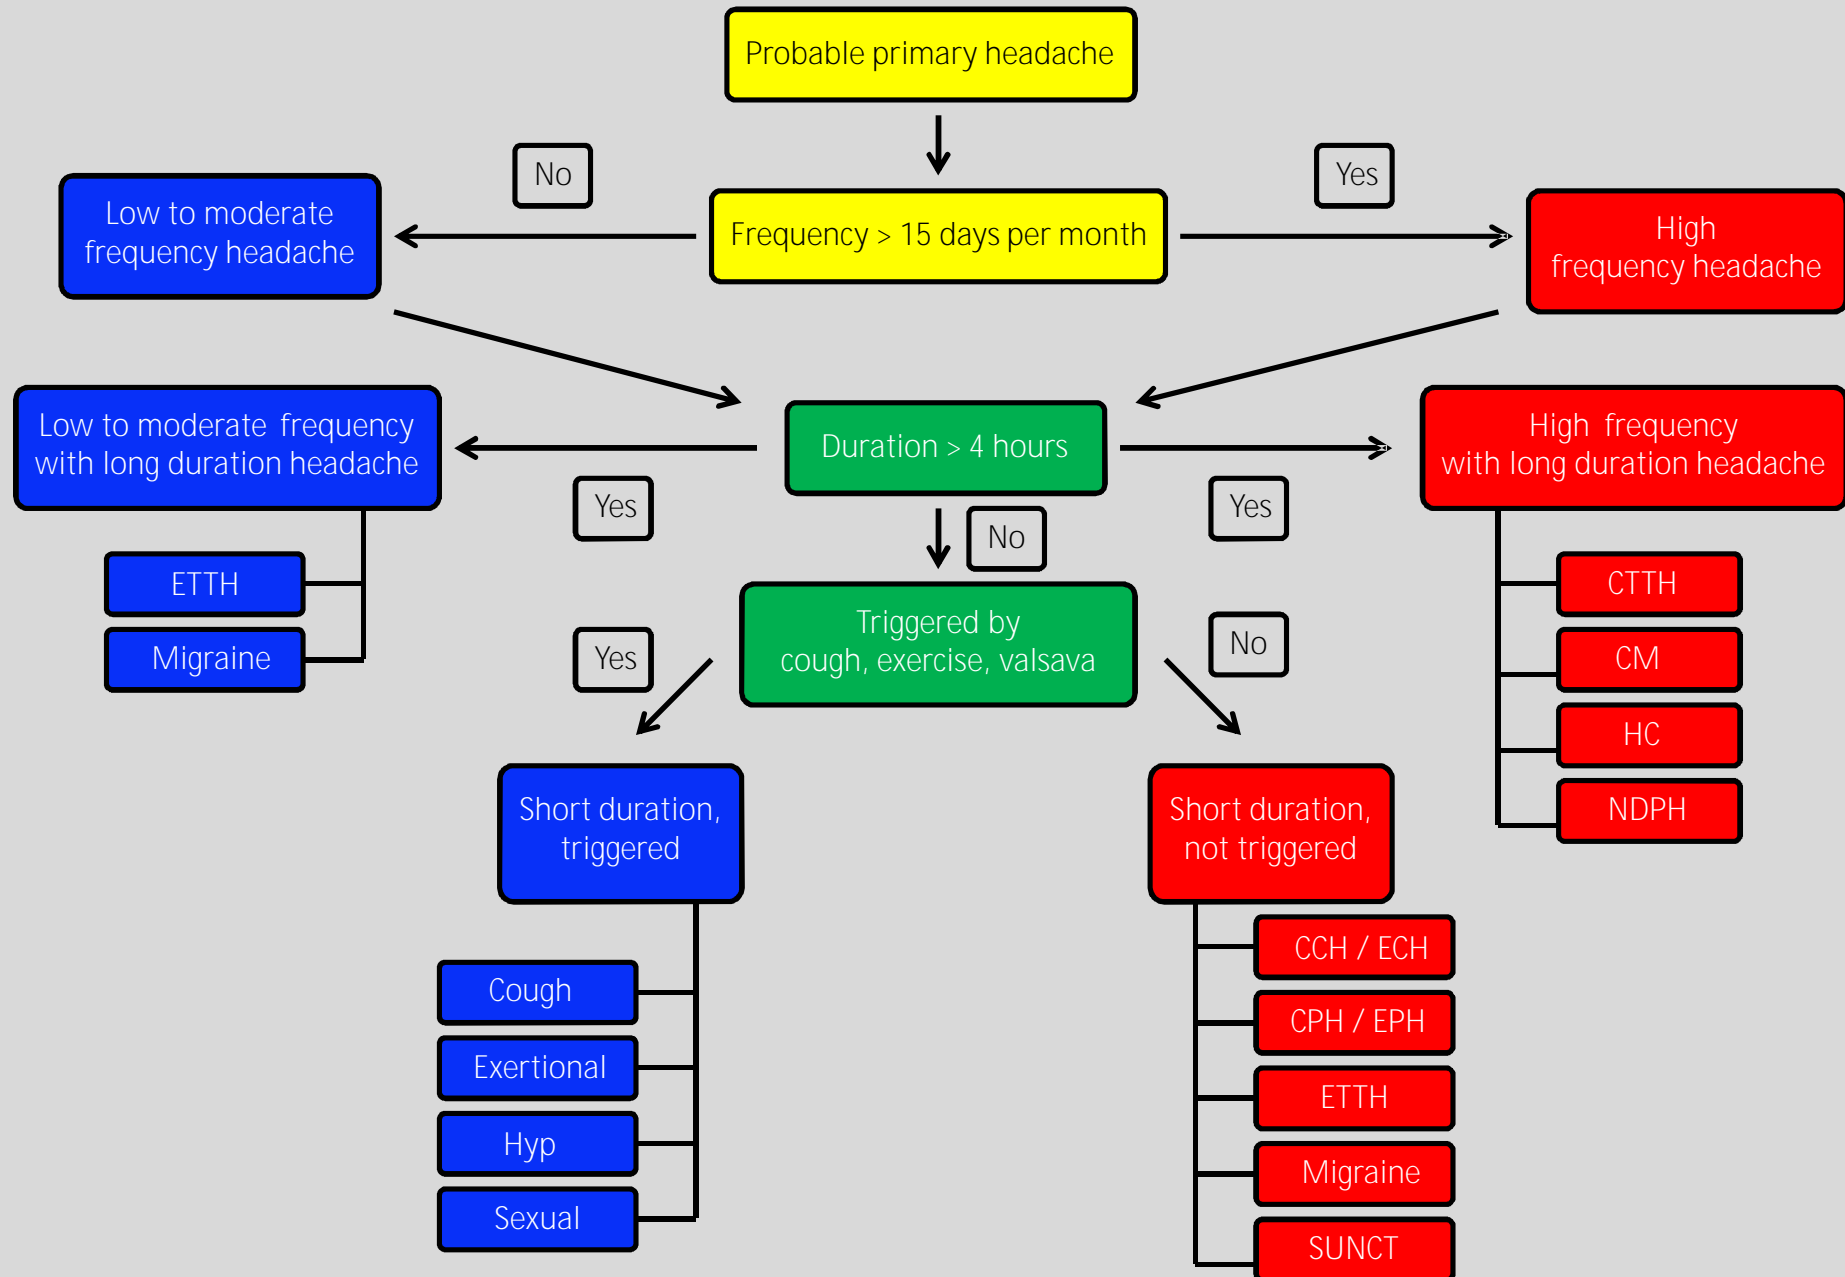 Probable primary headache
No
Yes
Low to moderate
frequency headache
Frequency > 15 days per month
High
frequency headache
Low to moderate frequency
with long duration headache
Duration > 4 hours
High frequency
with long duration headache
Yes
No
Yes
ETTH
Migraine
Triggered by
cough, exercise, valsava
Yes
No
CTTH
CM
HC
NDPH
Short duration,
triggered
Short duration,
not triggered
Cough
Exertional
Hyp
Sexual
CCH / ECH
CPH / EPH
ETTH
Migraine
SUNCT